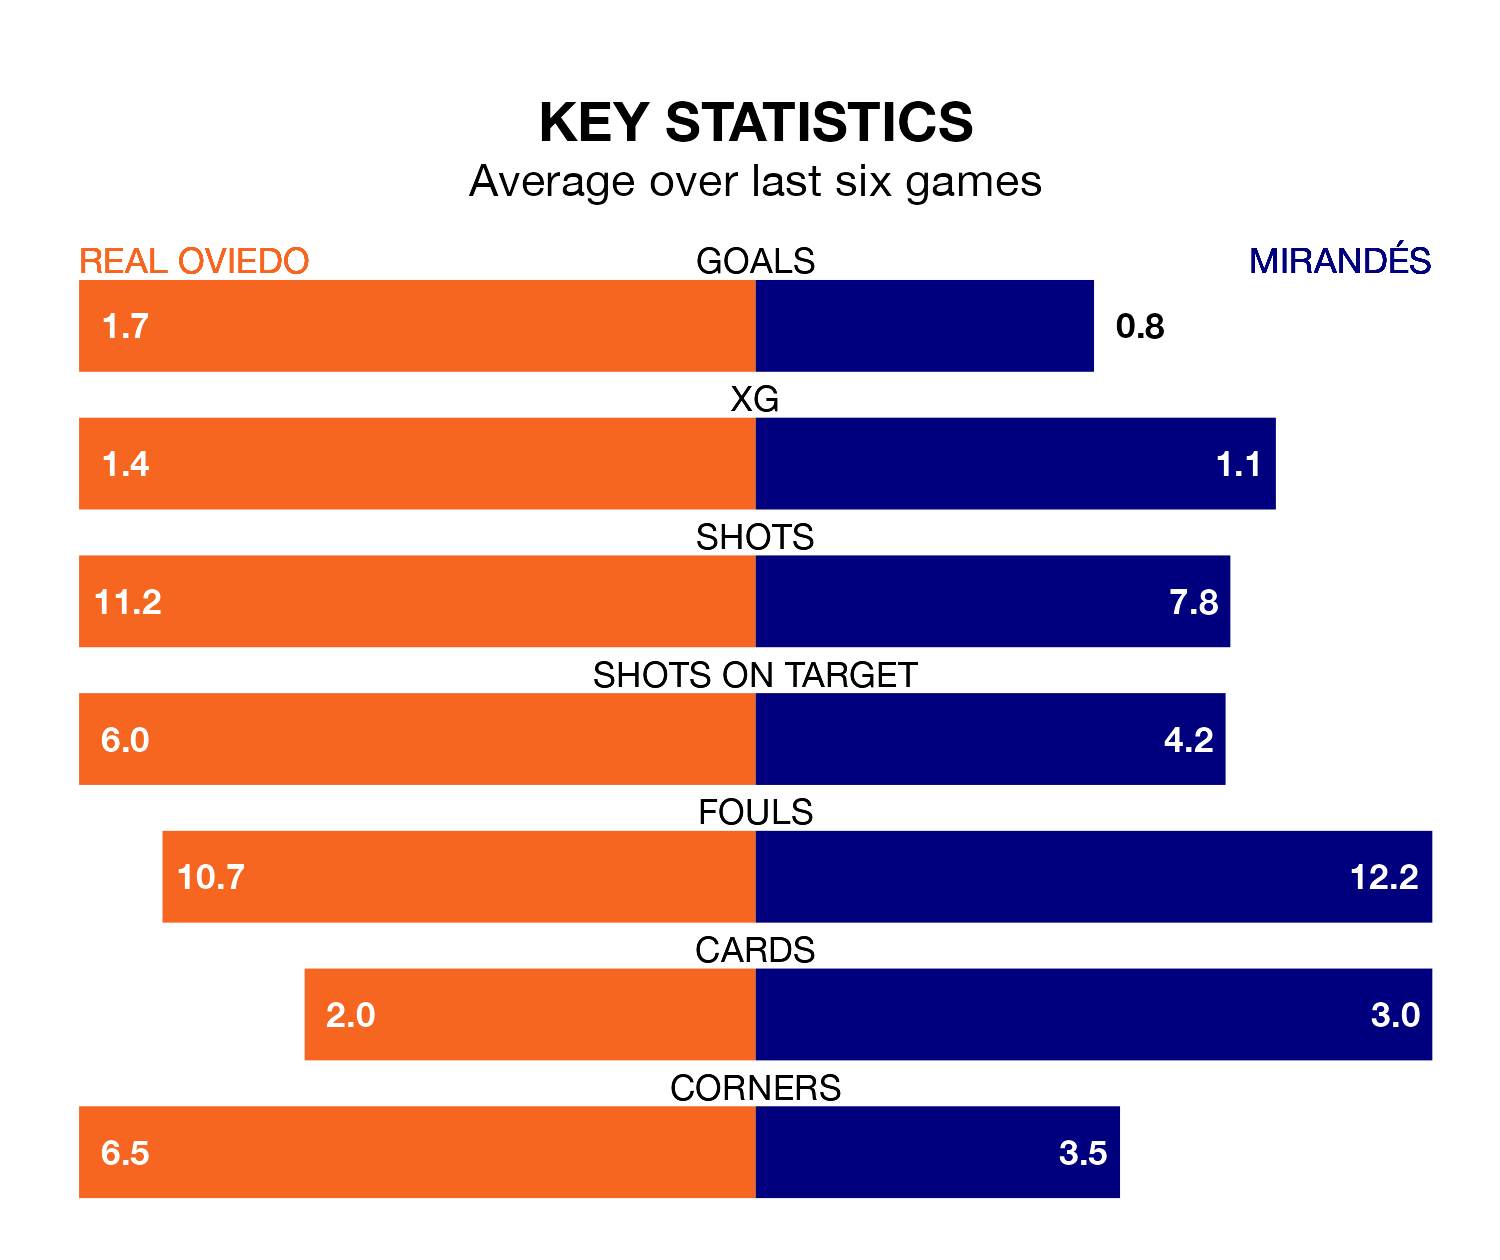 KEY STATISTICS
Average over last six games
REAL OVIEDO GOALS MIRANDÉS
1.7 0.8
XG
1.4 1.1
SHOTS
11.2 7.8
SHOTS ON TARGET
6.0 4.2
FOULS
10.7 12.2
CARDS
2.0 3.0
CORNERS
6.5 3.5